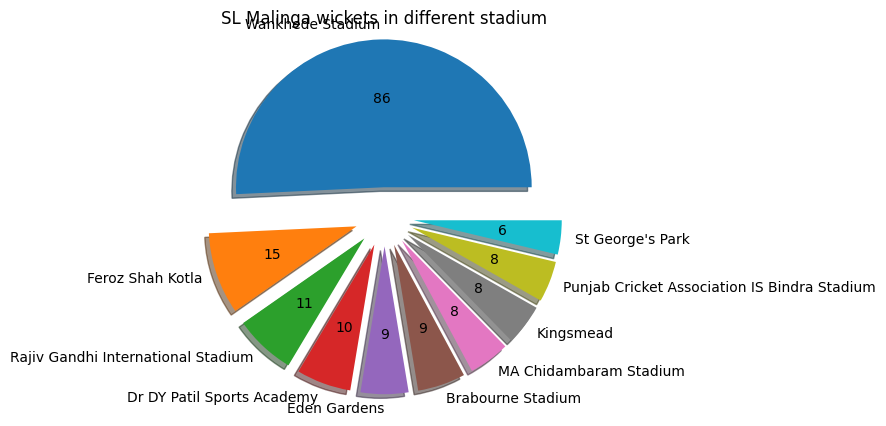 SL Malinga wickets in different stadium
Wankhede Stadium
86
Feroz Shah Kotla
15
Rajiv Gandhi International Stadium
11
Dr DY Patil Sports Academy
10
Eden Gardens
9
Brabourne Stadium
9
MA Chidambaram Stadium
8
Kingsmead
8
Punjab Cricket Association IS Bindra Stadium
8
St George's Park
6